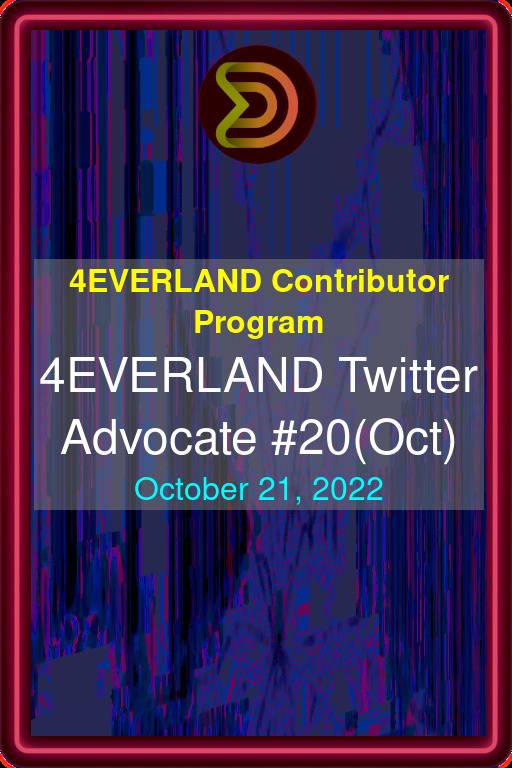 4EVERLAND Contributor
Program
4EVERLAND Twitter
Advocate #20(Oct)
October 21, 2022